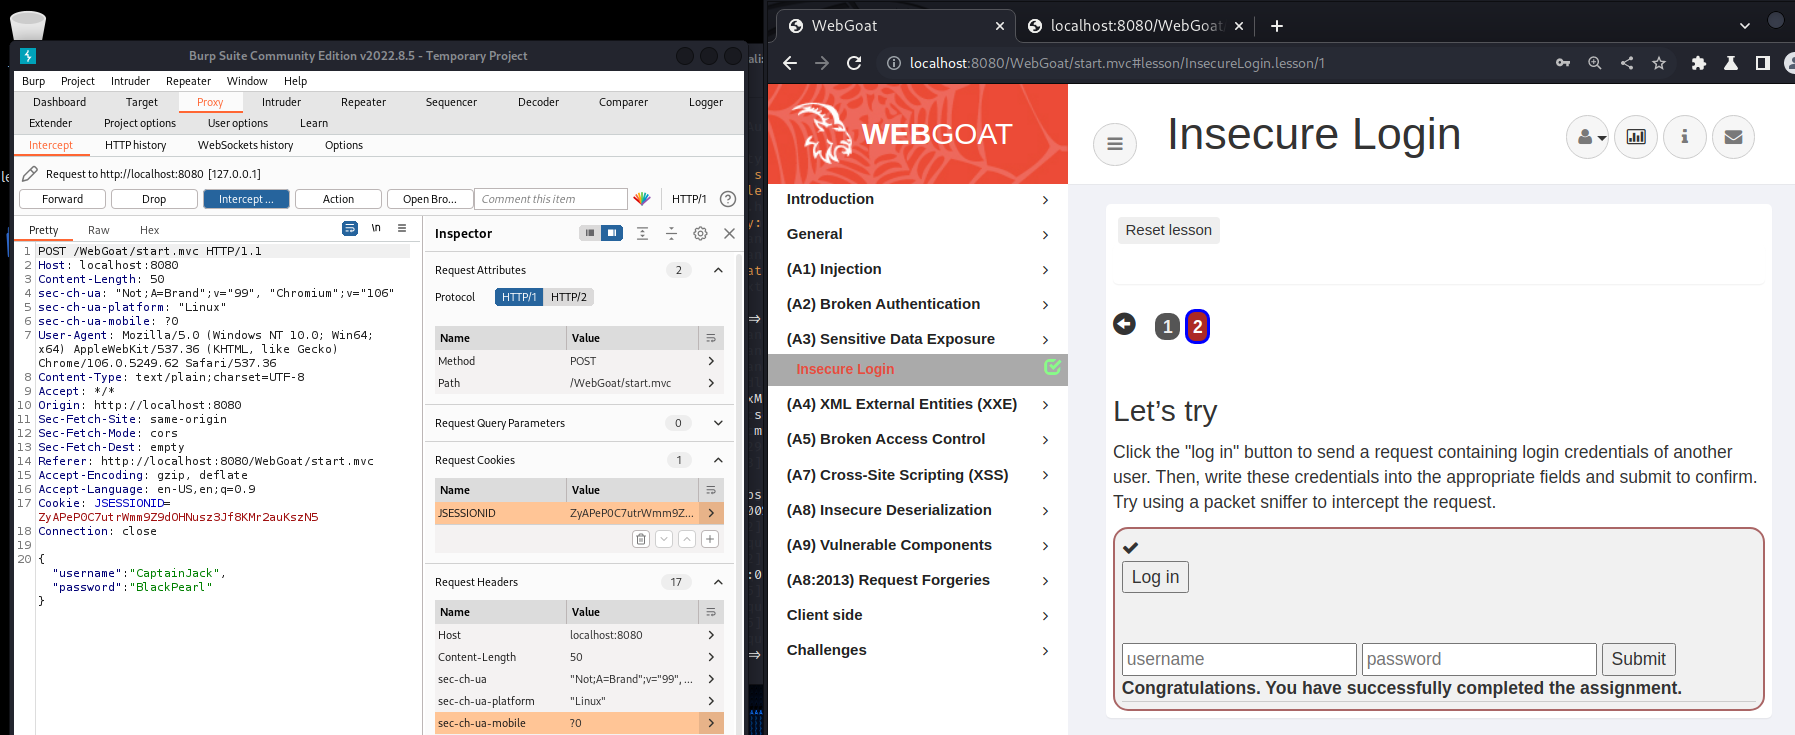 Burp Suite Community Edition v2022.8.5 - Temporary Project
Burp Project Intruder Repeater Window Help
Dashboard Target Proxy Intruder Repeater Sequencer Decoder Comparer Logger
Extender Project options User options Learn
Intercept HTTP history WebSockets history Options
Request to http://localhost:8080 [127.0.0.1]
Forward Drop Intercept ... Action Open Bro... Comment this item HTTP/1 ?
Pretty Raw Hex \n
1 POST /WebGoat/start.mvc HTTP/1.1
2 Host: localhost:8080
3 Content-Length: 50
4 sec-ch-ua: "Not;A=Brand";v="99", "Chromium";v="106"
5 sec-ch-ua-platform: "Linux"
6 sec-ch-ua-mobile: ?0
7 User-Agent: Mozilla/5.0 (Windows NT 10.0; Win64;
x64) AppleWebKit/537.36 (KHTML, like Gecko)
Chrome/106.0.5249.62 Safari/537.36
8 Content-Type: text/plain;charset=UTF-8
9 Accept: */*
10 Origin: http://localhost:8080
11 Sec-Fetch-Site: same-origin
12 Sec-Fetch-Mode: cors
13 Sec-Fetch-Dest: empty
14 Referer: http://localhost:8080/WebGoat/start.mvc
15 Accept-Encoding: gzip, deflate
16 Accept-Language: en-US,en;q=0.9
17 Cookie: JSESSIONID=
ZyAPeP0C7utrWmm9Z9dOHNusz3Jf8KMr2auKszN5
18 Connection: close
19
20 {
"username":"CaptainJack",
"password":"BlackPearl"
}
Inspector
Request Attributes 2
Protocol HTTP/1 HTTP/2
Name Value
Method POST
Path /WebGoat/start.mvc
Request Query Parameters 0
Request Cookies 1
Name Value
JSESSIONID ZyAPeP0C7utrWmm9Z...
Request Headers 17
Name Value
Host localhost:8080
Content-Length 50
sec-ch-ua "Not;A=Brand";v="99", ...
sec-ch-ua-platform "Linux"
sec-ch-ua-mobile ?0
WebGoat
localhost:8080/WebGoat
localhost:8080/WebGoat/start.mvc#lesson/InsecureLogin.lesson/1
WEBGOAT
Introduction
General
(A1) Injection
(A2) Broken Authentication
(A3) Sensitive Data Exposure
Insecure Login
(A4) XML External Entities (XXE)
(A5) Broken Access Control
(A7) Cross-Site Scripting (XSS)
(A8) Insecure Deserialization
(A9) Vulnerable Components
(A8:2013) Request Forgeries
Client side
Challenges
Insecure Login
Reset lesson
1 2
Let’s try
Click the "log in" button to send a request containing login credentials of another
user. Then, write these credentials into the appropriate fields and submit to confirm.
Try using a packet sniffer to intercept the request.
Log in
username password Submit
Congratulations. You have successfully completed the assignment.